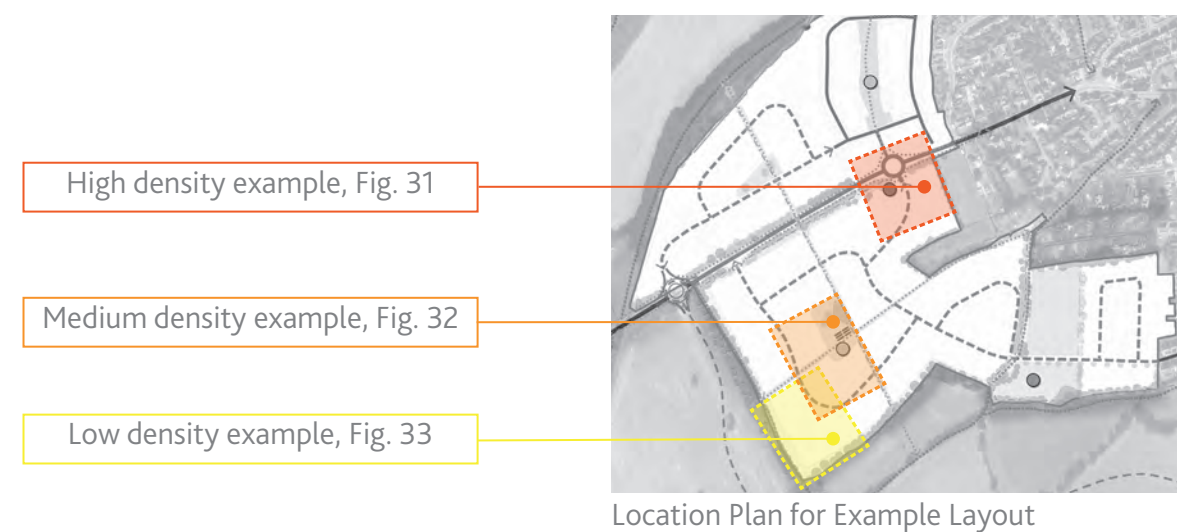 High density example, Fig. 31
Medium density example, Fig. 32
Low density example, Fig. 33
Location Plan for Example Layout